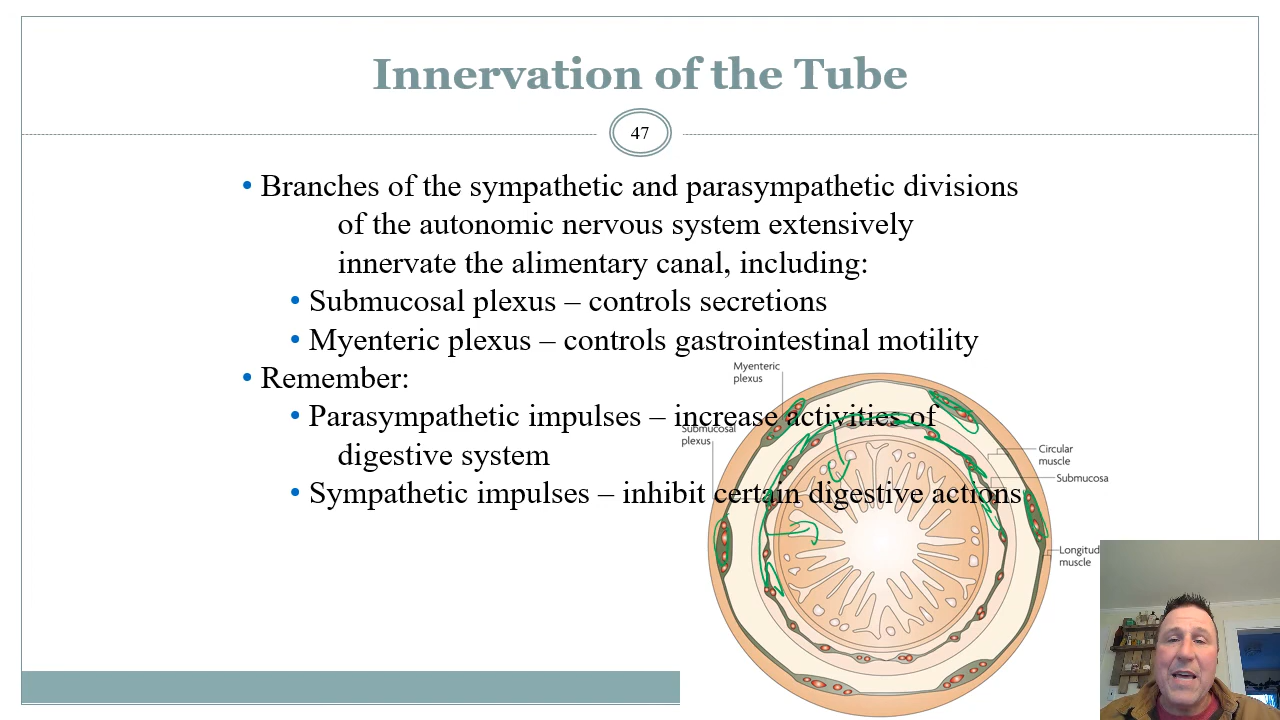 Innervation of the Tube
47
• Branches of the sympathetic and parasympathetic divisions
of the autonomic nervous system extensively
innervate the alimentary canal, including:
• Submucosal plexus – controls secretions
• Myenteric plexus – controls gastrointestinal motility
• Remember:
• Parasympathetic impulses – increase activities of
digestive system
• Sympathetic impulses – inhibit certain digestive actions
Myenteric
plexus
Submucosal
plexus
Circular
muscle
Submucosa
Longitud
muscle